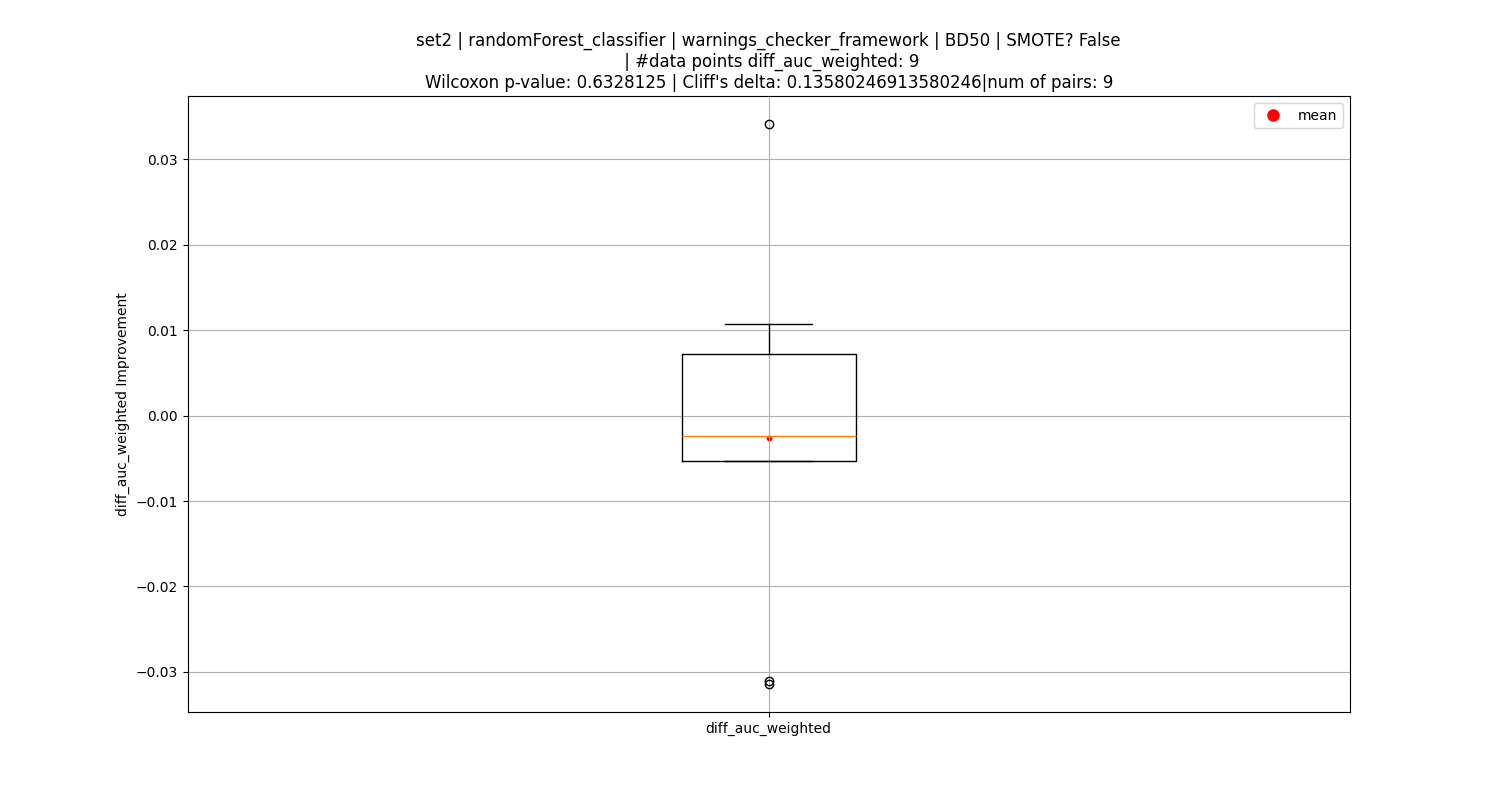 set2 | randomForest_classifier | warnings_checker_framework | BD50 | SMOTE? False
| #data points diff_auc_weighted: 9
Wilcoxon p-value: 0.6328125 | Cliff's delta: 0.13580246913580246|num of pairs: 9
mean
0.03
0.02
0.01
0.00
−0.01
−0.02
−0.03
diff_auc_weighted Improvement
diff_auc_weighted